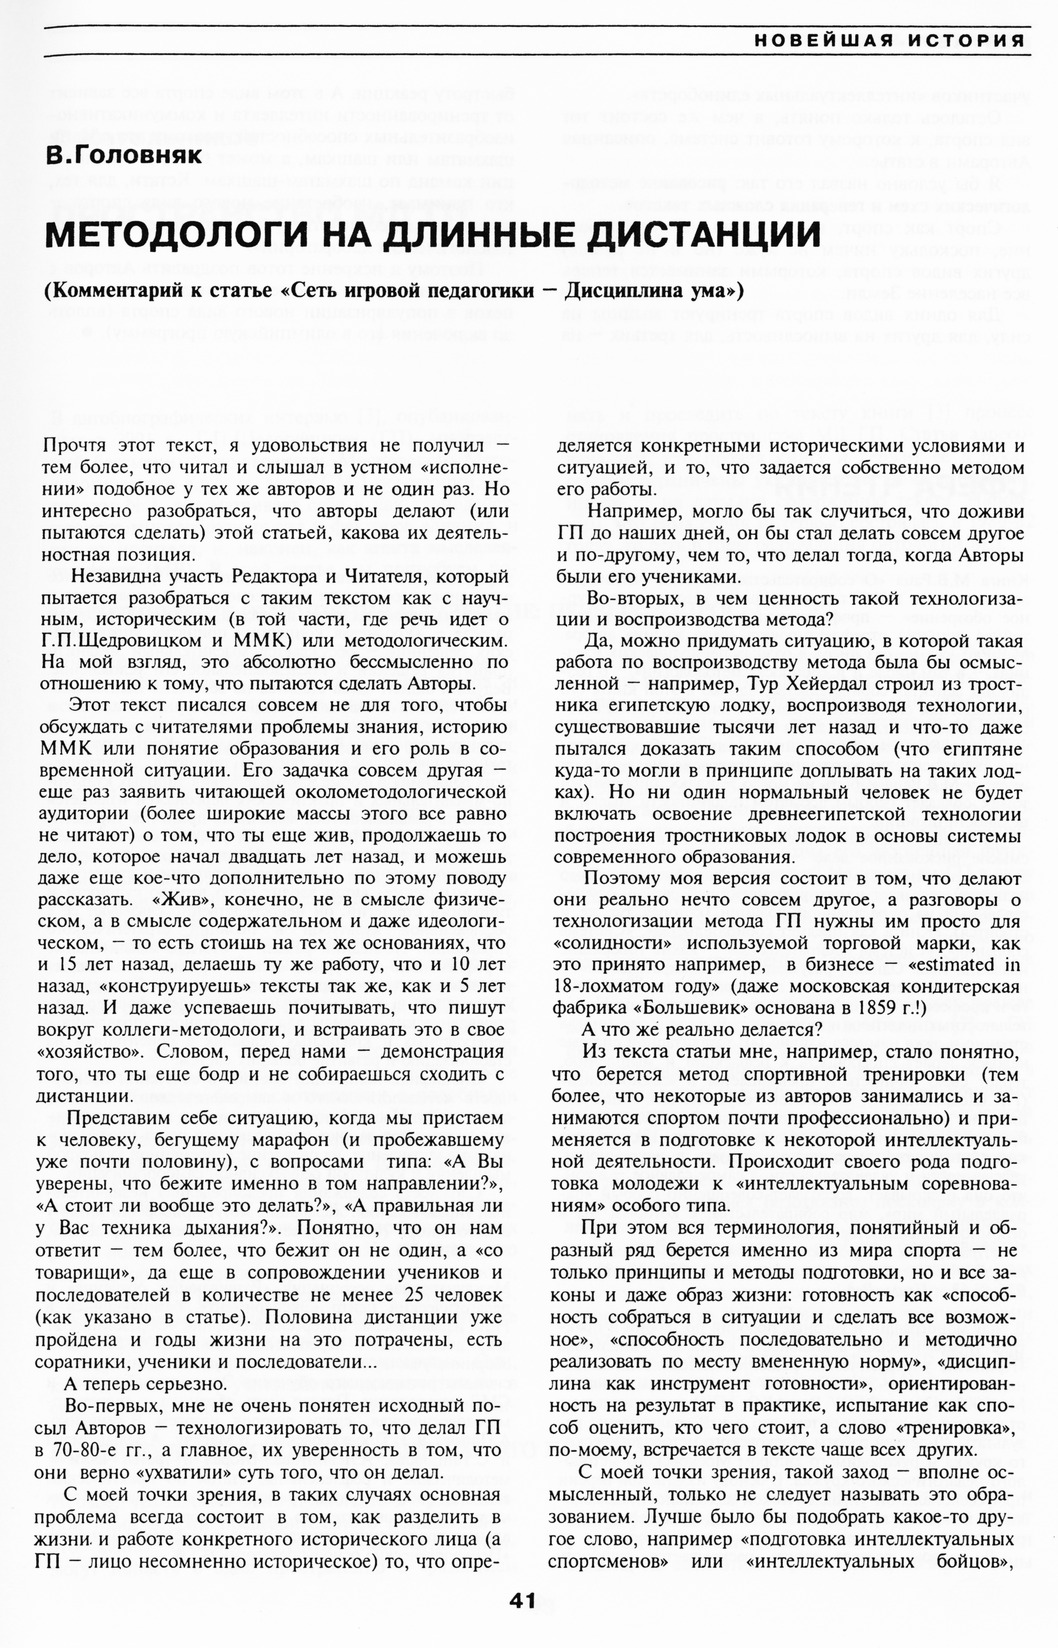 НОВЕЙШАЯ ИСТОРИЯ
В.Головняк
МЕТОДОЛОГИ НА ДЛИННЫЕ ДИСТАНЦИИ
(Комментарий к статье «Сеть игровой педагогики — Дисциплина ума»)
Прочтя этот текст, я удовольствия не получил —
тем более, что читал и слышал в устном «исполне-
нии» подобное у тех же авторов и не один раз. Но
интересно разобраться, что авторы делают (или
пытаются сделать) этой статьей, какова их деятель-
ностная позиция.
Незавидна участь Редактора и Читателя, который
пытается разобраться с таким текстом как с науч-
ным, историческим (в той части, где речь идет о
Г.П.Щедровицком и ММК) или методологическим.
На мой взгляд, это абсолютно бессмысленно по
отношению к тому, что пытаются сделать Авторы.
Этот текст писался совсем не для того, чтобы
обсуждать с читателями проблемы знания, историю
ММК или понятие образования и его роль в со-
временной ситуации. Его задачка совсем другая —
еще раз заявить читающей околометодологической
аудитории (более широкие массы этого все равно
не читают) о том, что ты еще жив, продолжаешь то
дело, которое начал двадцать лет назад, и можешь
даже еще кое-что дополнительно по этому поводу
рассказать. «Жив», конечно, не в смысле физиче-
ском, а в смысле содержательном и даже идеологи-
ческом, — то есть стоишь на тех же основаниях, что
и 15 лет назад, делаешь ту же работу, что и 10 лет
назад, «конструируешь» тексты так же, как и 5 лет
назад. И даже успеваешь почитывать, что пишут
вокруг коллеги-методологи, и встраивать это в свое
«хозяйство». Словом, перед нами — демонстрация
того, что ты еще бодр и не собираешься сходить с
дистанции.
Представим себе ситуацию, когда мы пристаем
к человеку, бегущему марафон (и пробежавшему
уже почти половину), с вопросами типа: «А Вы
уверены, что бежите именно в том направлении?»,
«А стоит ли вообще это делать?», «А правильная ли
у Вас техника дыхания?». Понятно, что он нам
ответит — тем более, что бежит он не один, а «со
товарищи», да еще в сопровождении учеников и
последователей в количестве не менее 25 человек
(как указано в статье). Половина дистанции уже
пройдена и годы жизни на это потрачены, есть
соратники, ученики и последователи...
А теперь серьезно.
Во-первых, мне не очень понятен исходный по-
сыл Авторов — технологизировать то, что делал ГП
в 70-80-е гг., а главное, их уверенность в том, что
они верно «ухватили» суть того, что он делал.
С моей точки зрения, в таких случаях основная
проблема всегда состоит в том, как разделить в
жизни и работе конкретного исторического лица (а
ГП — лицо несомненно историческое) то, что опре-
деляется конкретными историческими условиями и
ситуацией, и то, что задается собственно методом
его работы.
Например, могло бы так случиться, что доживи
ГП до наших дней, он бы стал делать совсем другое
и по-другому, чем то, что делал тогда, когда Авторы
были его учениками.
Во-вторых, в чем ценность такой технологиза-
ции и воспроизводства метода?
Да, можно придумать ситуацию, в которой такая
работа по воспроизводству метода была бы осмыс-
ленной — например, Тур Хейердал строил из трост-
ника египетскую лодку, воспроизводя технологии,
существовавшие тысячи лет назад и что-то даже
пытался доказать таким способом (что египтяне
куда-то могли в принципе доплывать на таких лод-
ках). Но ни один нормальный человек не будет
включать освоение древнеегипетской технологии
построения тростниковых лодок в основы системы
современного образования.
Поэтому моя версия состоит в том, что делают
они реально нечто совсем другое, а разговоры о
технологизации метода ГП нужны им просто для
«солидности» используемой торговой марки, как
это принято например, в бизнесе — «estimated in
18-лохматом году» (даже московская кондитерская
фабрика «Большевик» основана в 1859 г.!)
А что же реально делается?
Из текста статьи мне, например, стало понятно,
что берется метод спортивной тренировки (тем
более, что некоторые из авторов занимались и за-
нимаются спортом почти профессионально) и при-
меняется в подготовке к некоторой интеллектуаль-
ной деятельности. Происходит своего рода подго-
товка молодежи к «интеллектуальным соревнова-
ниям» особого типа.
При этом вся терминология, понятийный и об-
разный ряд берется именно из мира спорта — не
только принципы и методы подготовки, но и все за-
коны и даже образ жизни: готовность как «способ-
ность собраться в ситуации и сделать все возмож-
ное», «способность последовательно и методично
реализовать по месту вмененную норму», «дисцип-
лина как инструмент готовности», ориентирован-
ность на результат в практике, испытание как спо-
соб оценить, кто чего стоит, а слово «тренировка»,
по-моему, встречается в тексте чаще всех других.
С моей точки зрения, такой заход — вполне ос-
мысленный, только не следует называть это обра-
зованием. Лучше было бы подобрать какое-то дру-
гое слово, например «подготовка интеллектуальных
спортсменов» или «интеллектуальных бойцов»,
41